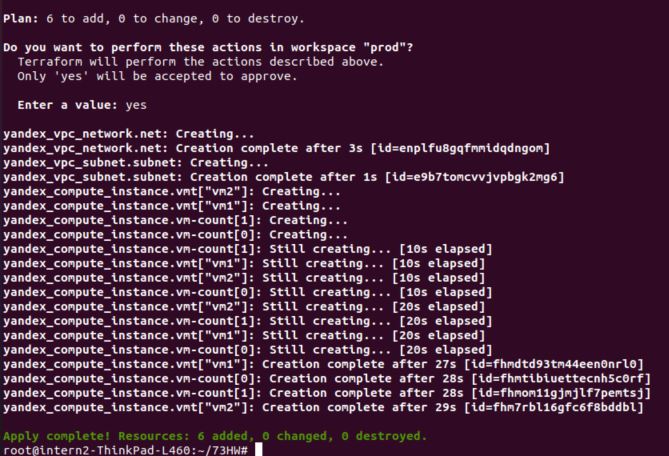 Plan: 6 to add, 0 to change, 0 to destroy.
Do you want to perform these actions in workspace "prod"?
Terraform will perform the actions described above.
Only 'yes' will be accepted to approve.
Enter a value: yes
yandex_vpc_network.net: Creating...
yandex_vpc_network.net: Creation complete after 3s [id=enplfu8gqfmmidqdngom]
yandex_vpc_subnet.subnet: Creating...
yandex_vpc_subnet.subnet: Creation complete after 1s [id=e9b7tomcvvjvpbgk2mg6]
yandex_compute_instance.vmt["vm2"]: Creating...
yandex_compute_instance.vmt["vm1"]: Creating...
yandex_compute_instance.vm-count[1]: Creating...
yandex_compute_instance.vm-count[0]: Creating...
yandex_compute_instance.vm-count[1]: Still creating... [10s elapsed]
yandex_compute_instance.vmt["vm1"]: Still creating... [10s elapsed]
yandex_compute_instance.vmt["vm2"]: Still creating... [10s elapsed]
yandex_compute_instance.vm-count[0]: Still creating... [10s elapsed]
yandex_compute_instance.vmt["vm2"]: Still creating... [20s elapsed]
yandex_compute_instance.vm-count[1]: Still creating... [20s elapsed]
yandex_compute_instance.vmt["vm1"]: Still creating... [20s elapsed]
yandex_compute_instance.vm-count[0]: Still creating... [20s elapsed]
yandex_compute_instance.vmt["vm1"]: Creation complete after 27s [id=fhmdtd93tm44een0nrl0]
yandex_compute_instance.vm-count[0]: Creation complete after 28s [id=fhmtibiuettecnh5c0rf]
yandex_compute_instance.vm-count[1]: Creation complete after 28s [id=fhmom11gjmjlf7pemtsj]
yandex_compute_instance.vmt["vm2"]: Creation complete after 29s [id=fhm7rbl16gfc6f8bddbl]
Apply complete! Resources: 6 added, 0 changed, 0 destroyed.
root@intern2-ThinkPad-L460:~/73HW#